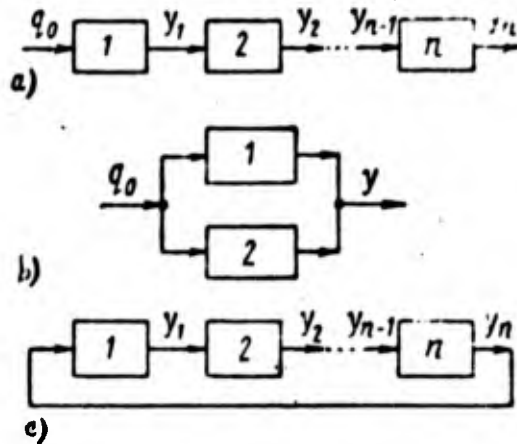 q₀ 1 y₁ 2 y₂ ... yₙ₋₁ n
a)
1
q₀ y
2
b)
1 y₁ 2 y₂ ... yₙ₋₁ n yₙ
c)